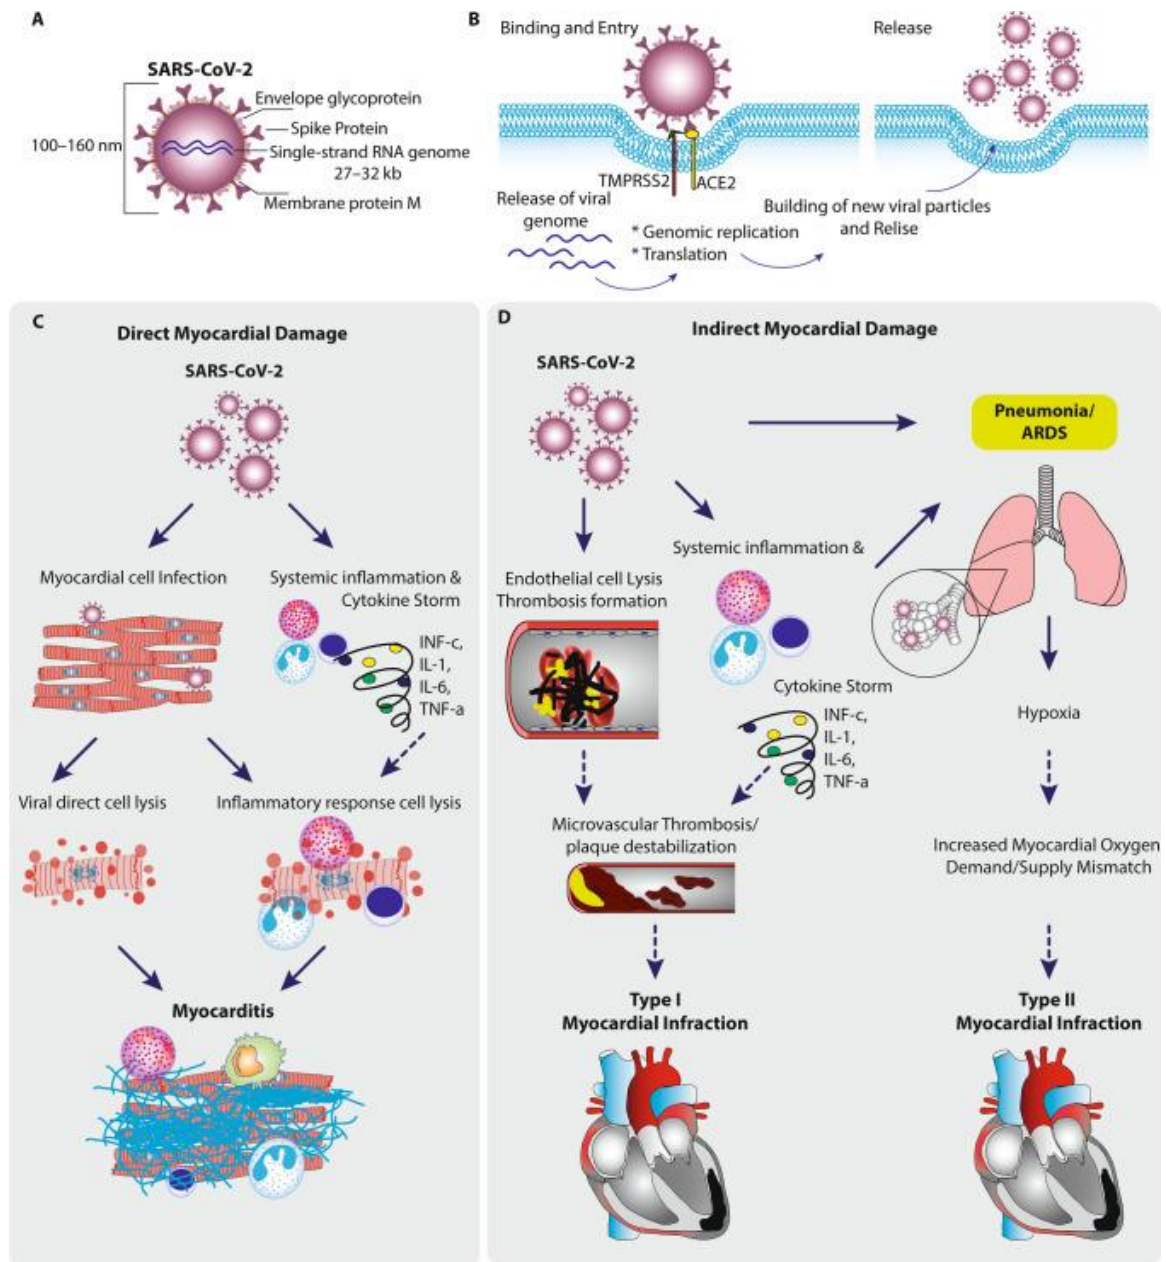 A
SARS-CoV-2
100–160 nm
Envelope glycoprotein
Spike Protein
Single-strand RNA genome
27–32 kb
Membrane protein M
B
Binding and Entry
Release
TMPRSS2
ACE2
Release of viral
genome
* Genomic replication
* Translation
Building of new viral particles
and Relise
C
Direct Myocardial Damage
SARS-CoV-2
Myocardial cell Infection
Systemic inflammation &
Cytokine Storm
INF-c,
IL-1,
IL-6,
TNF-a
Viral direct cell lysis
Inflammatory response cell lysis
Myocarditis
D
Indirect Myocardial Damage
SARS-CoV-2
Pneumonia/
ARDS
Systemic inflammation &
Endothelial cell Lysis
Thrombosis formation
Cytokine Storm
INF-c,
IL-1,
IL-6,
TNF-a
Hypoxia
Microvascular Thrombosis/
plaque destabilization
Increased Myocardial Oxygen
Demand/Supply Mismatch
Type I
Myocardial Infraction
Type II
Myocardial Infraction